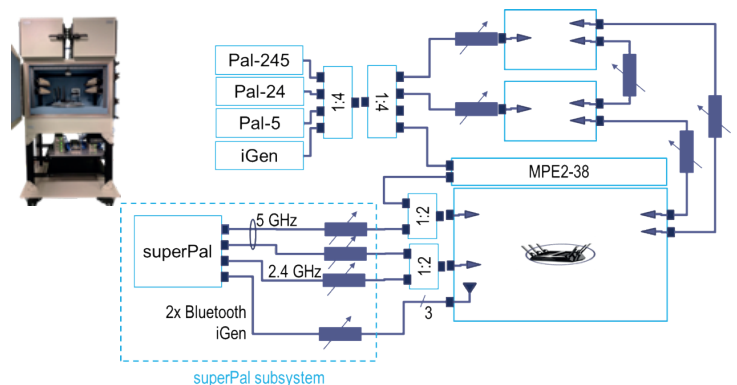 Pal-245
Pal-24
Pal-5
iGen
1:4
1:4
MPE2-38
superPal
5 GHz
2.4 GHz
1:2
1:2
2x Bluetooth
iGen
3
superPal subsystem